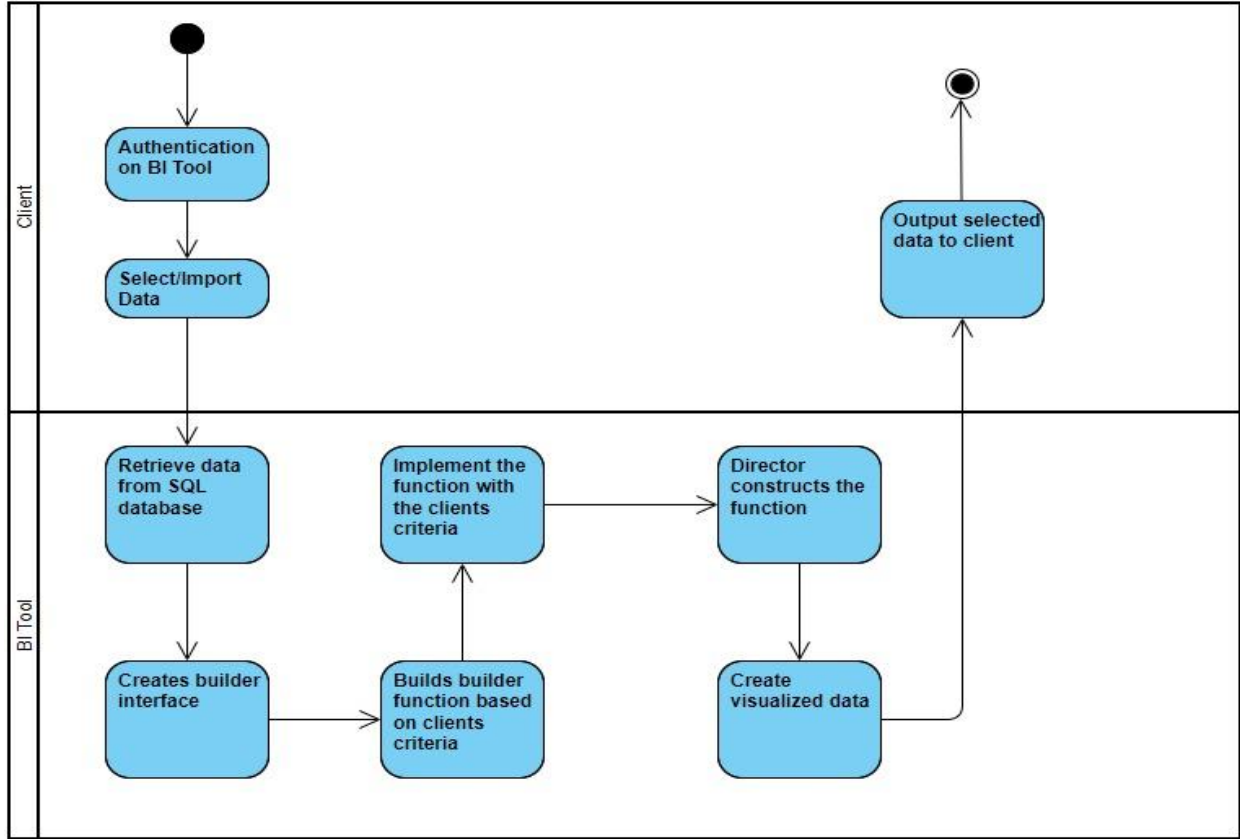 Client
Authentication
on BI Tool
Select/Import
Data
Output selected
data to client
BI Tool
Retrieve data
from SQL
database
Creates builder
interface
Builds builder
function based
on clients
criteria
Implement the
function with
the clients
criteria
Director
constructs the
function
Create
visualized data